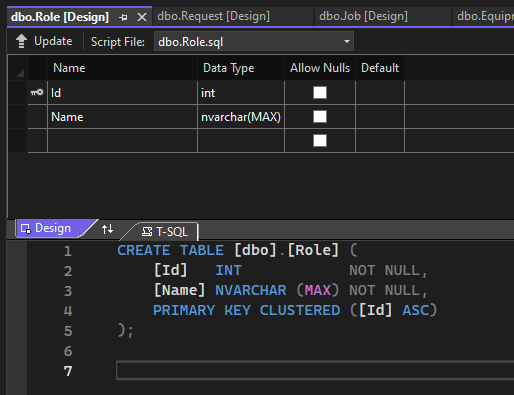 dbo.Role [Design] dbo.Request [Design] dbo.Job [Design] dbo.Equipr
Update Script File: dbo.Role.sql
Name Data Type Allow Nulls Default
Id int
Name nvarchar(MAX)
Design T-SQL
1 CREATE TABLE [dbo].[Role] (
2 [Id] INT NOT NULL,
3 [Name] NVARCHAR (MAX) NOT NULL,
4 PRIMARY KEY CLUSTERED ([Id] ASC)
5 );
6
7